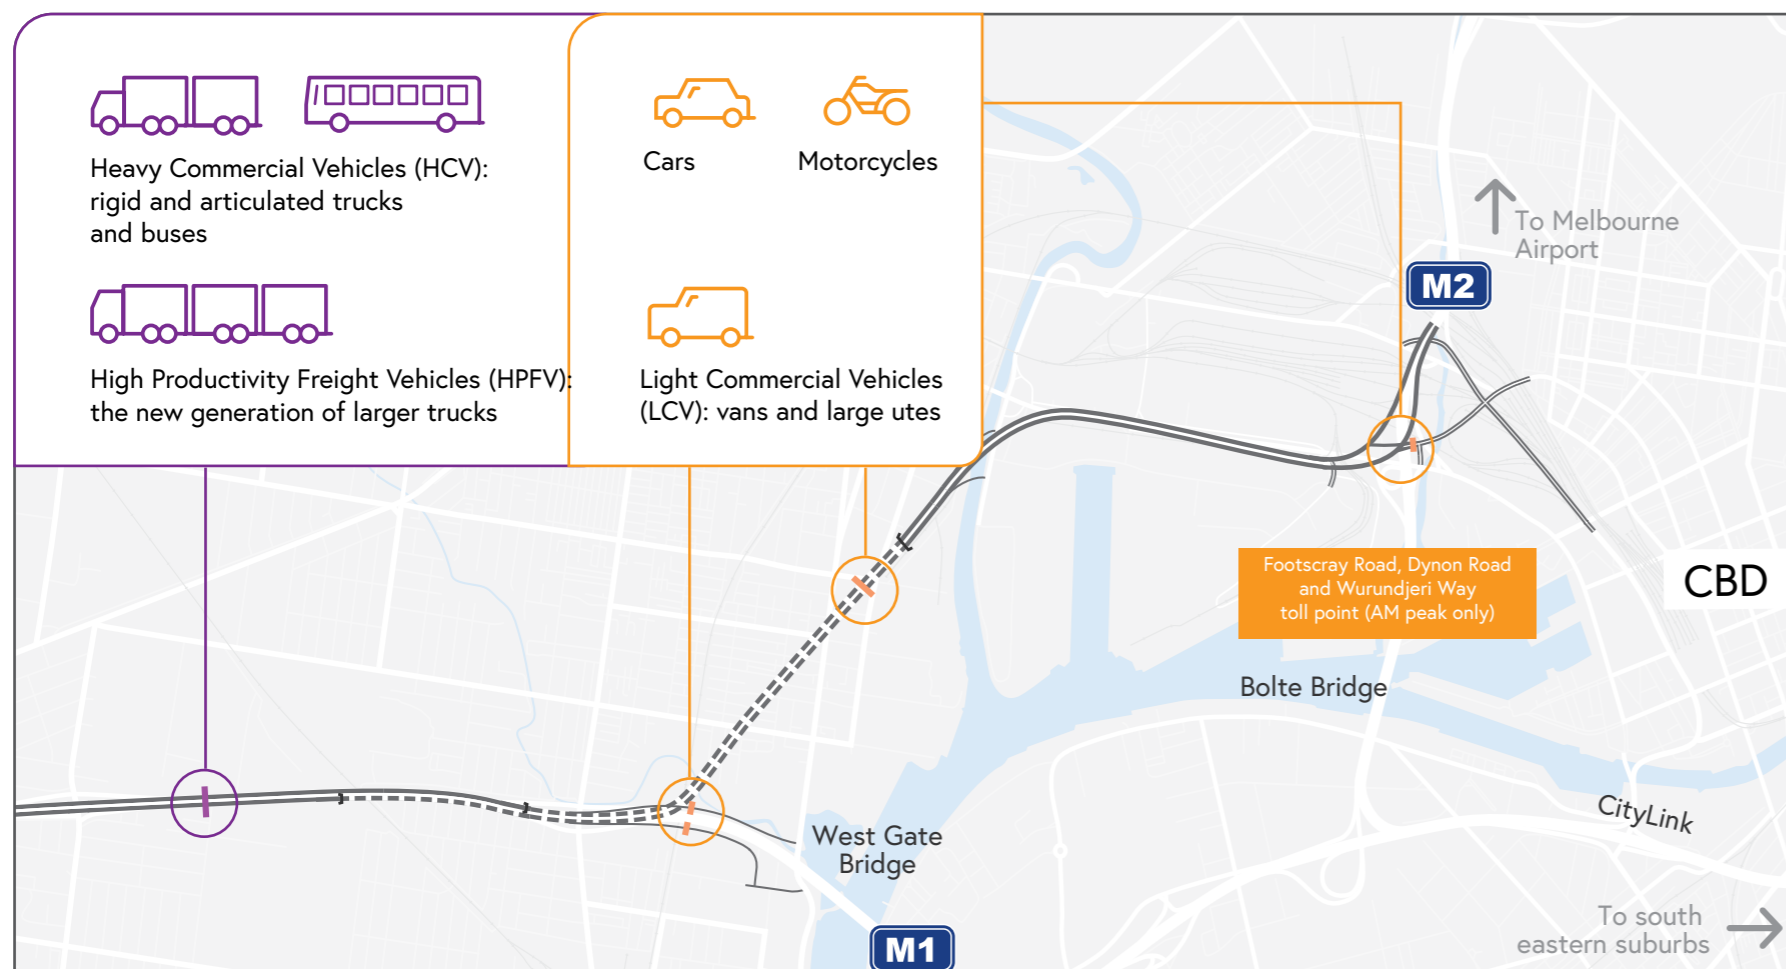 Heavy Commercial Vehicles (HCV):
rigid and articulated trucks
and buses
High Productivity Freight Vehicles (HPFV):
the new generation of larger trucks
Cars
Motorcycles
Light Commercial Vehicles
(LCV): vans and large utes
To Melbourne
Airport
M2
Footscray Road, Dynon Road
and Wurundjeri Way
toll point (AM peak only)
CBD
Bolte Bridge
CityLink
West Gate
Bridge
M1
To south
eastern suburbs